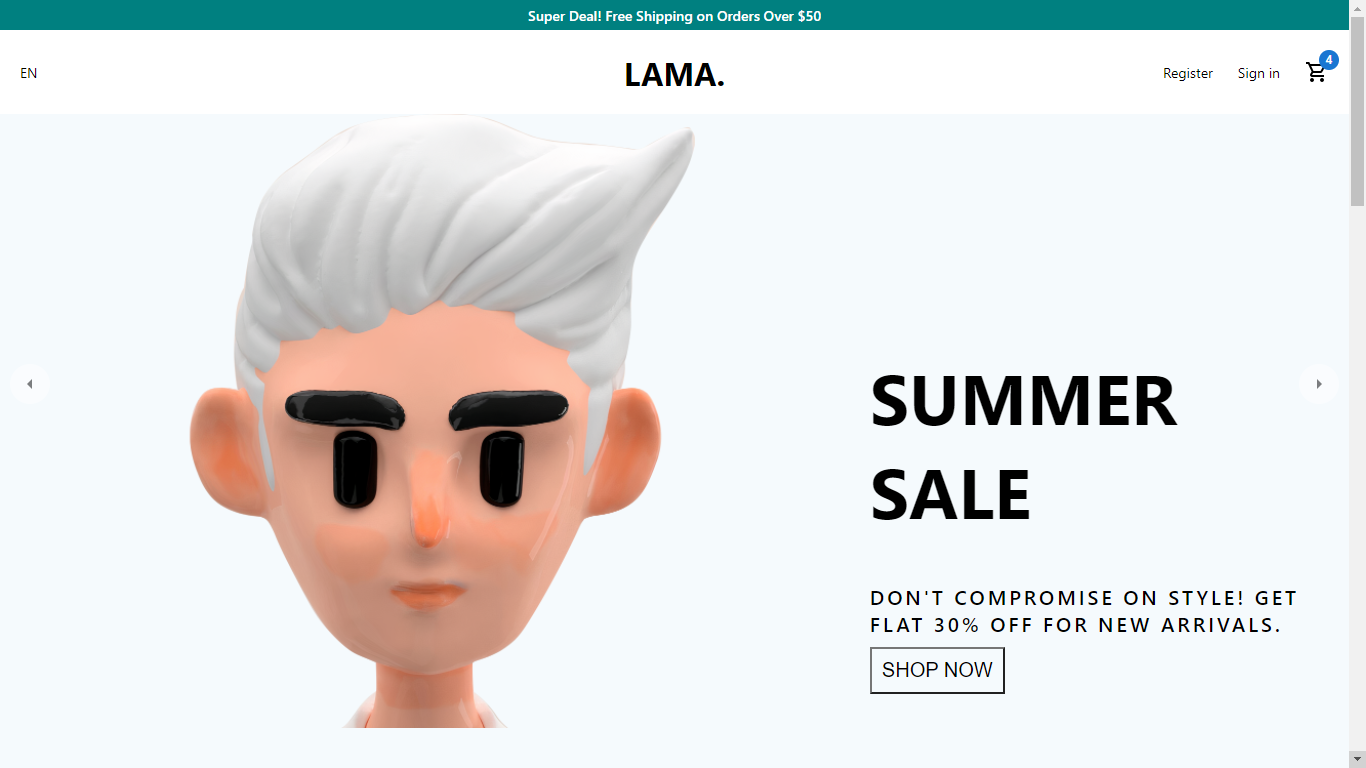 Super Deal! Free Shipping on Orders Over $50
EN
LAMA.
Register
Sign in
4
SUMMER
SALE
DON'T COMPROMISE ON STYLE! GET
FLAT 30% OFF FOR NEW ARRIVALS.
SHOP NOW